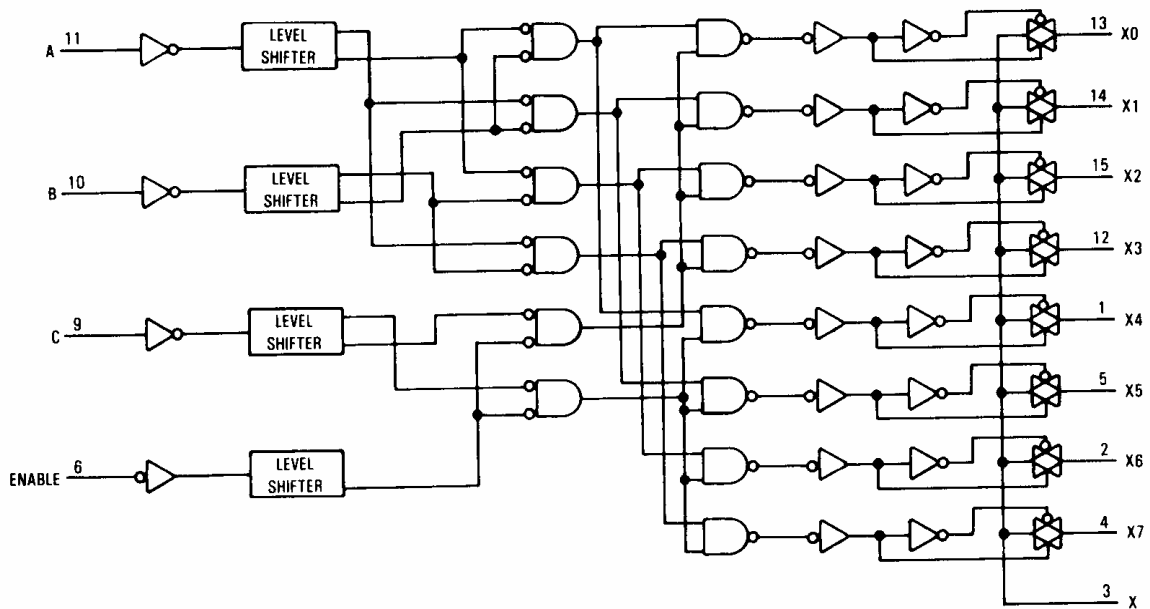 11
A
LEVEL
SHIFTER
13
X0
14
X1
10
B
LEVEL
SHIFTER
15
X2
12
X3
9
C
LEVEL
SHIFTER
1
X4
5
X5
ENABLE
6
LEVEL
SHIFTER
2
X6
4
X7
3
X